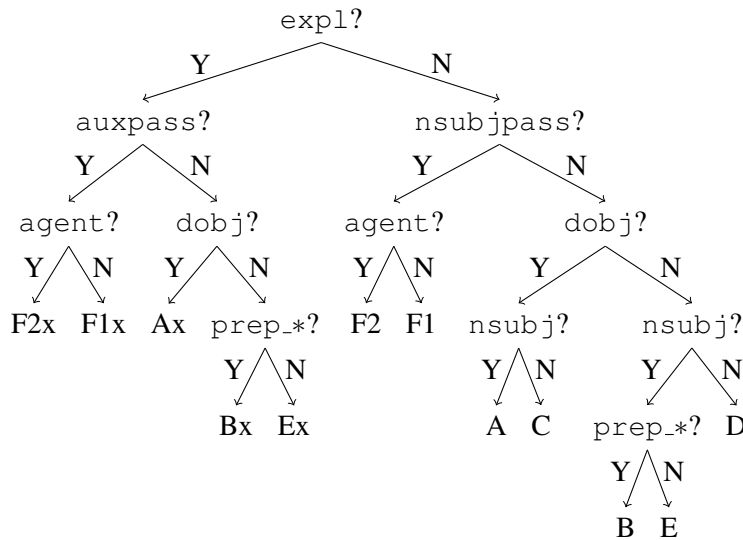 expl?
Y N
auxpass? nsubjpass?
Y N Y N
agent? dobj? agent? dobj?
Y N Y N Y N Y N
F2x F1x Ax prep_*? F2 F1 nsubj? nsubj?
Y N Y N Y N
Bx Ex A C prep_*? D
Y N
B E